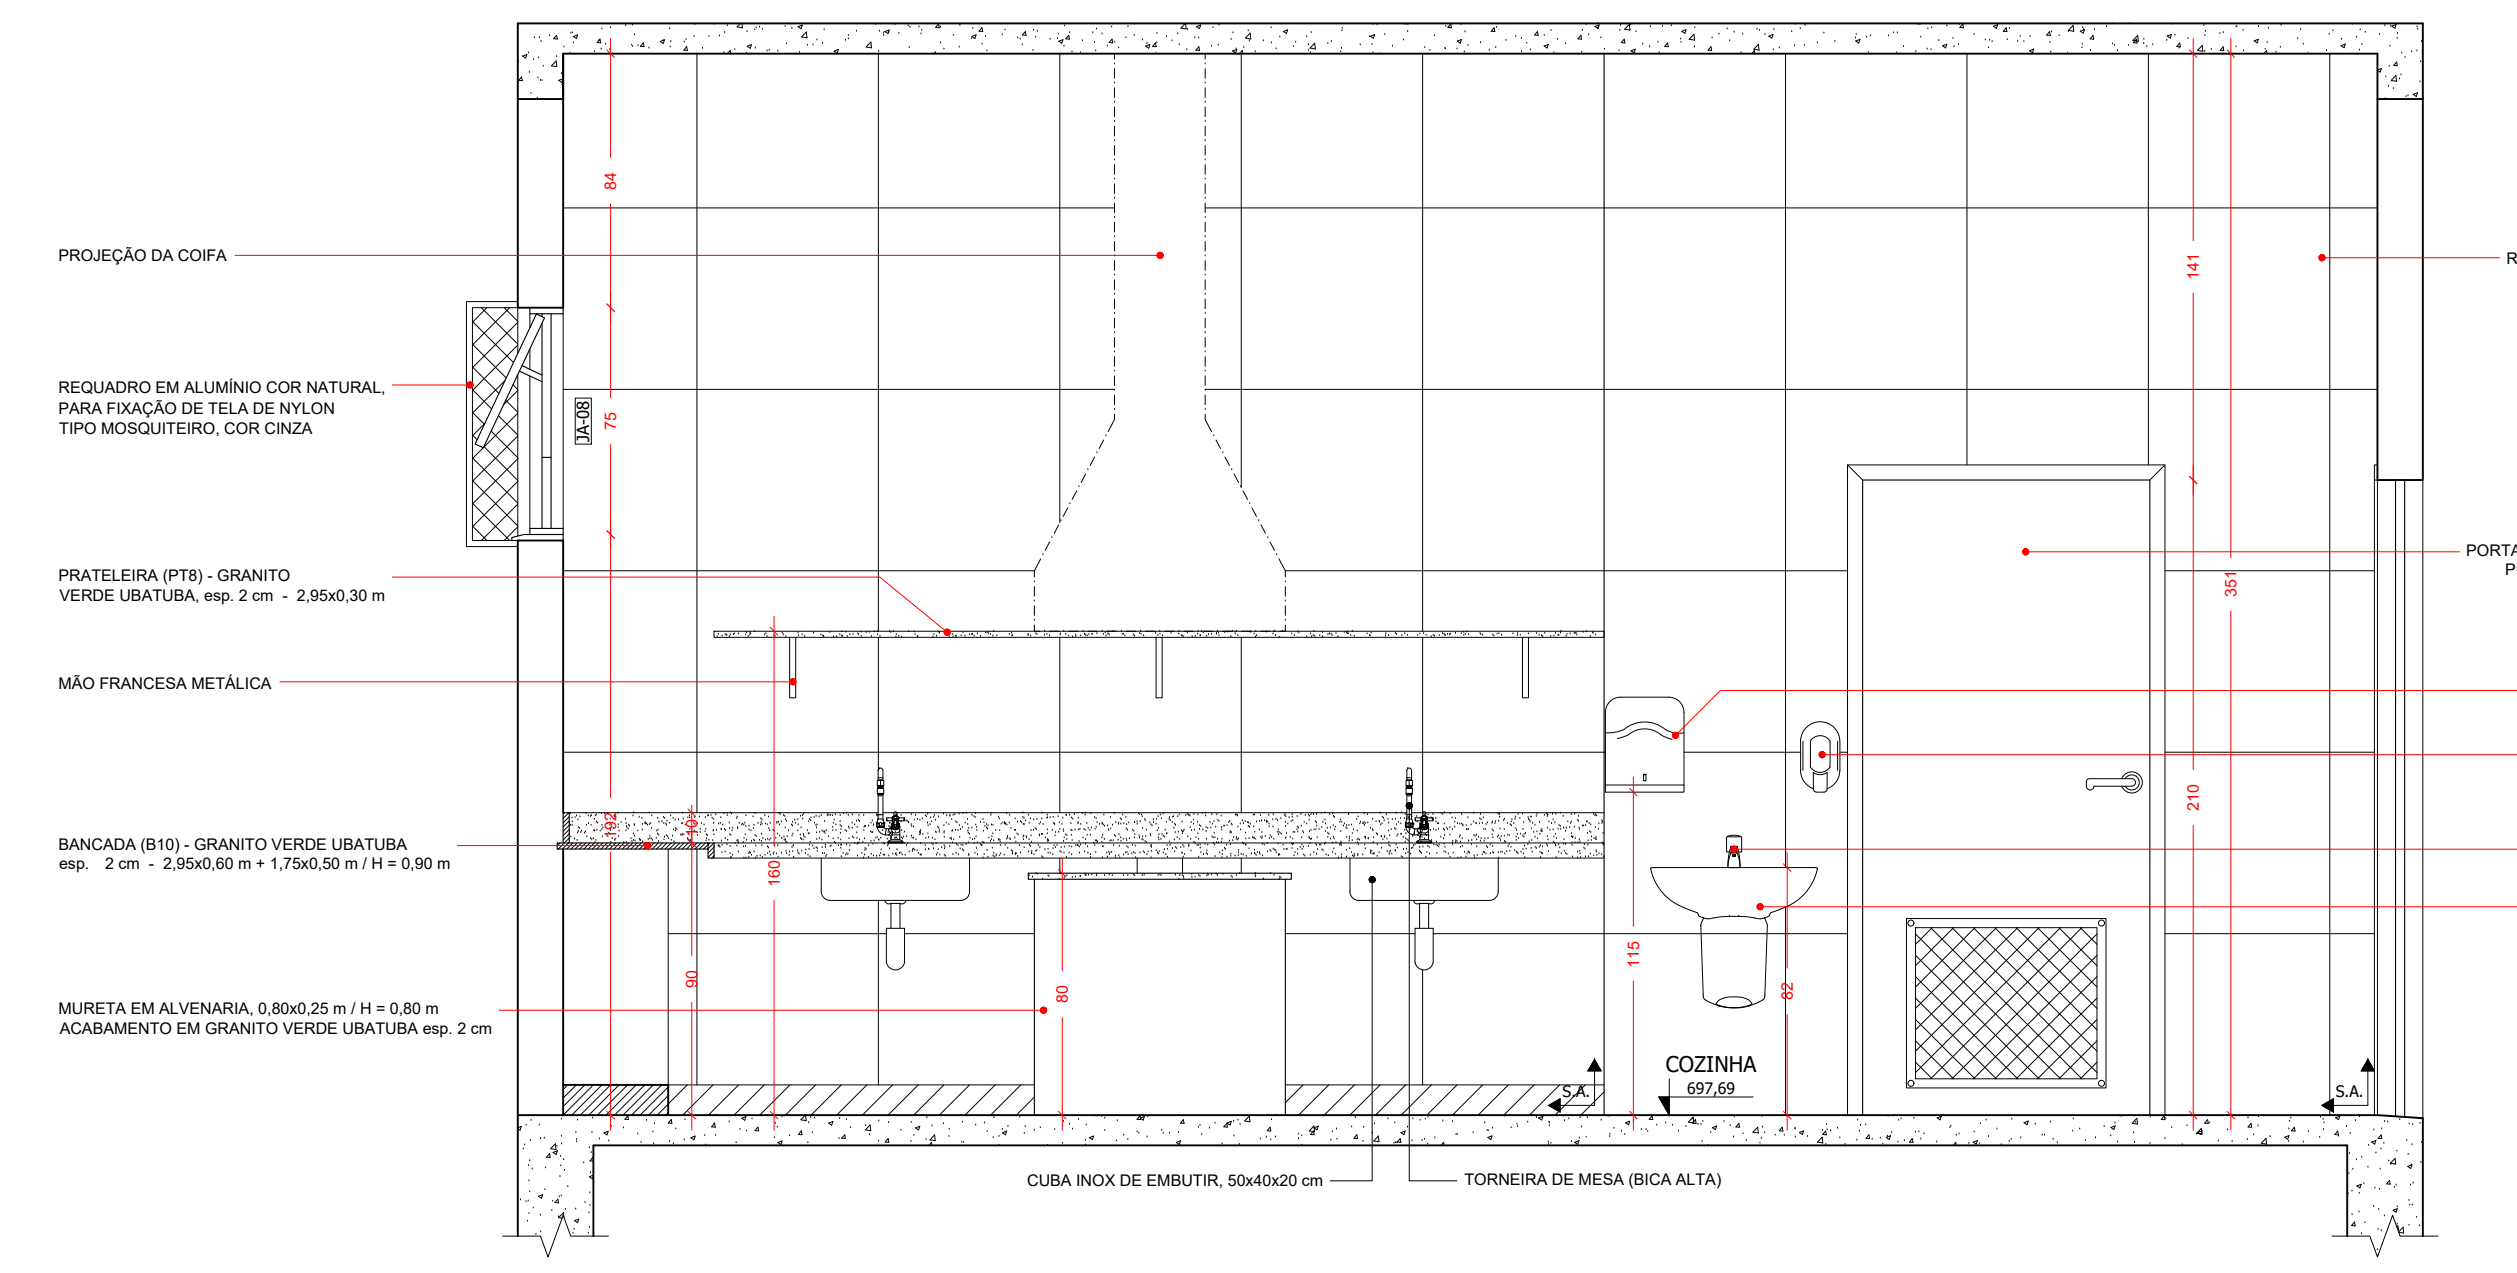 84
PROJEÇÃO DA COIFA
R
141
REQUADRO EM ALUMÍNIO COR NATURAL,
PARA FIXAÇÃO DE TELA DE NYLON
TIPO MOSQUITEIRO, COR CINZA
JA-08
75
PORTA
P
351
PRATELEIRA (PT8) - GRANITO
VERDE UBATUBA, esp. 2 cm - 2,95x0,30 m
MÃO FRANCESA METÁLICA
210
192
10
BANCADA (B10) - GRANITO VERDE UBATUBA
esp. 2 cm - 2,95x0,60 m + 1,75x0,50 m / H = 0,90 m
160
115
90
80
82
MURETA EM ALVENARIA, 0,80x0,25 m / H = 0,80 m
ACABAMENTO EM GRANITO VERDE UBATUBA esp. 2 cm
COZINHA
697,69
S.A.
S.A.
CUBA INOX DE EMBUTIR, 50x40x20 cm
TORNEIRA DE MESA (BICA ALTA)